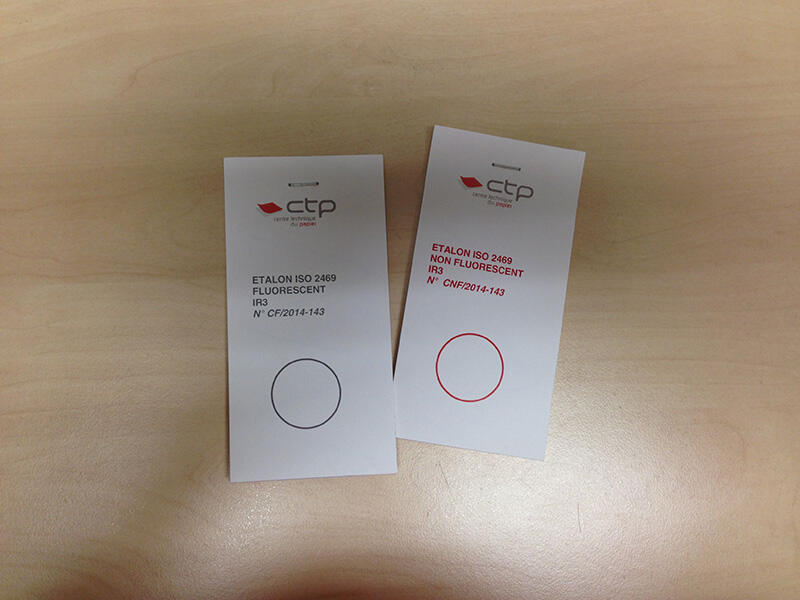 ctp
centre technique
du papier
ETALON ISO 2469
FLUORESCENT
IR3
N° CF/2014-143
ctp
centre technique
du papier
ETALON ISO 2469
NON FLUORESCENT
IR3
N° CNF/2014-143